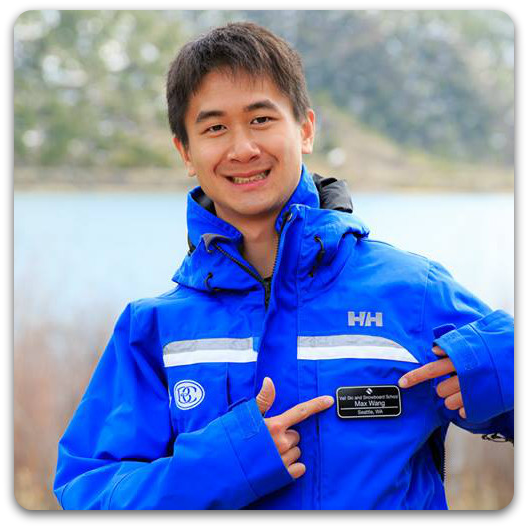 HH
Vail Ski and Snowboard School
Max Wang
Seattle, WA